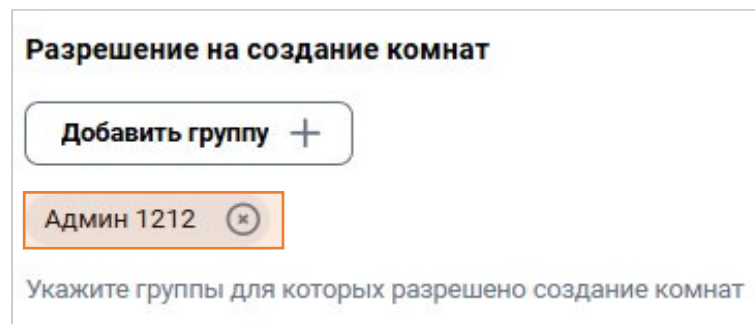 Разрешение на создание комнат
Добавить группу
Админ 1212
Укажите группы для которых разрешено создание комнат